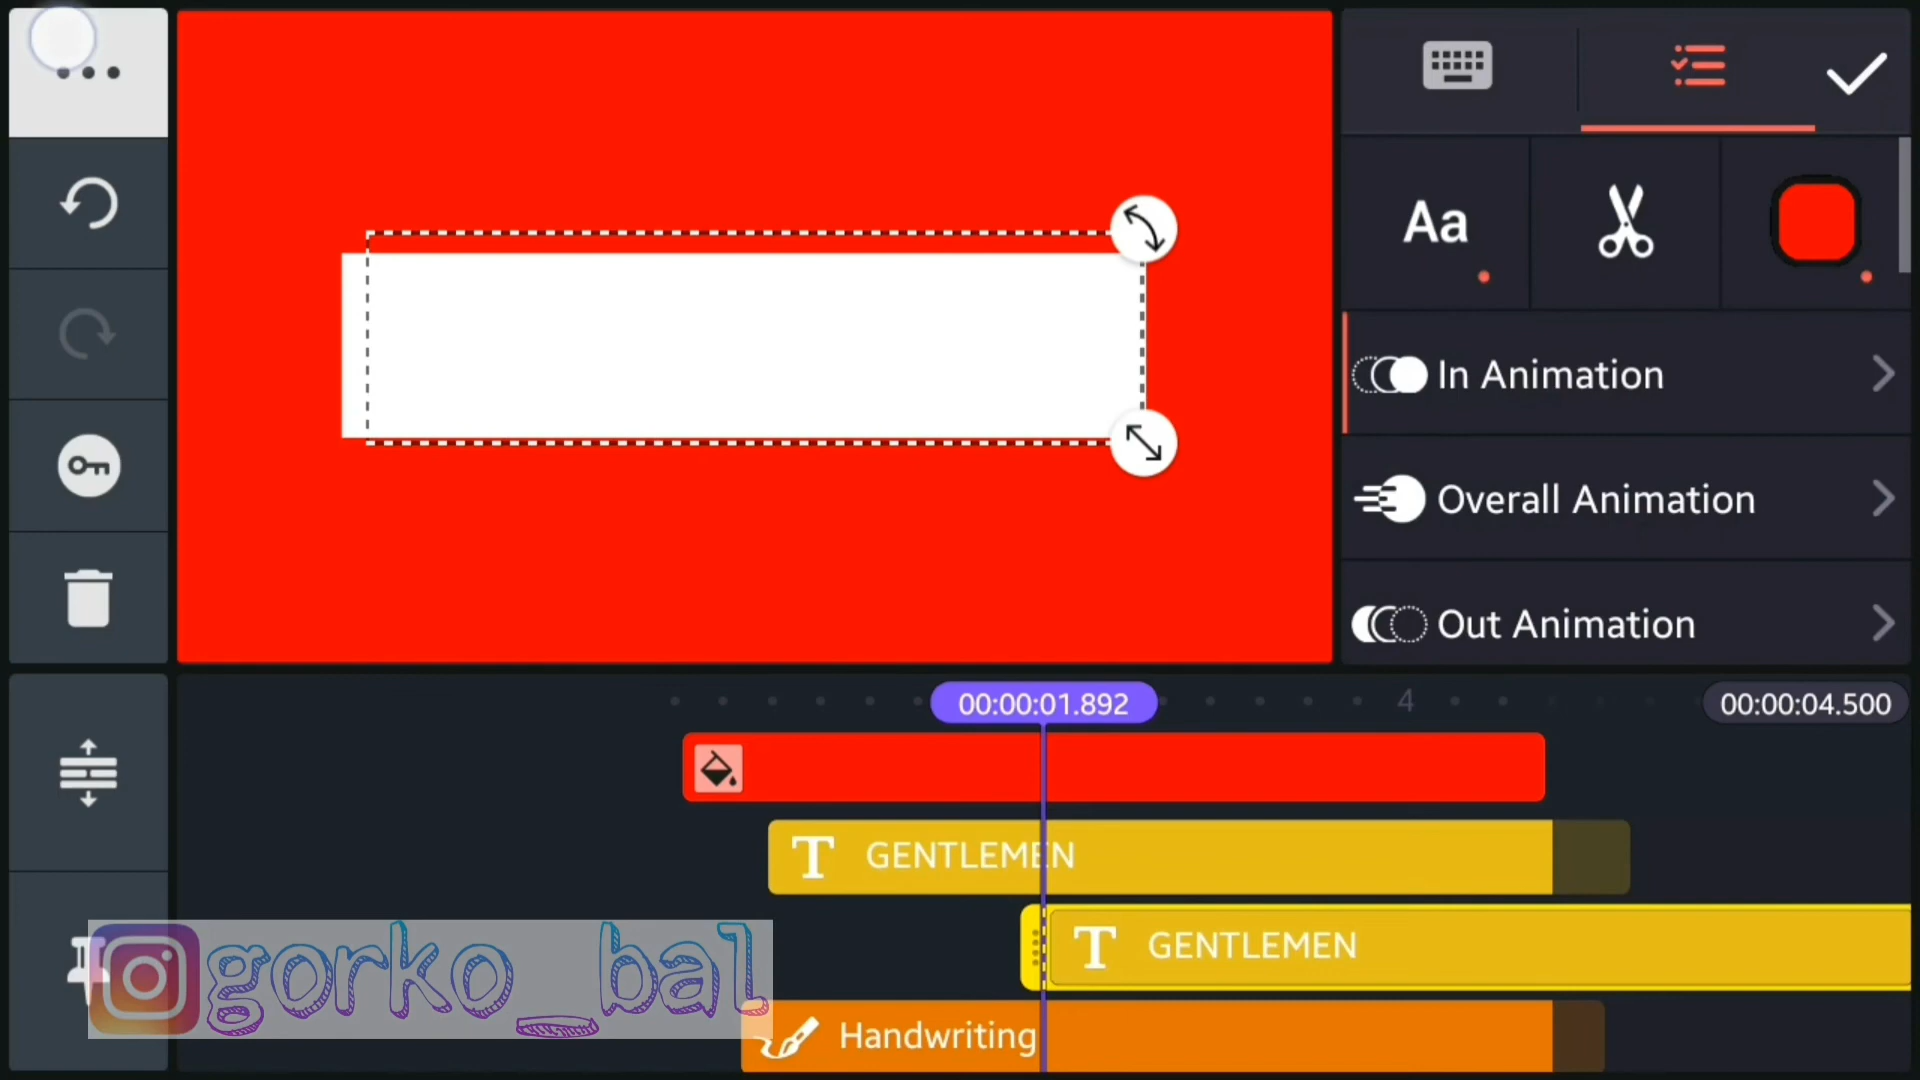 Aa
In Animation
Overall Animation
Out Animation
00:00:01.892
4
00:00:04.500
T GENTLEMEN
T GENTLEMEN
gorko_bal
Handwriting